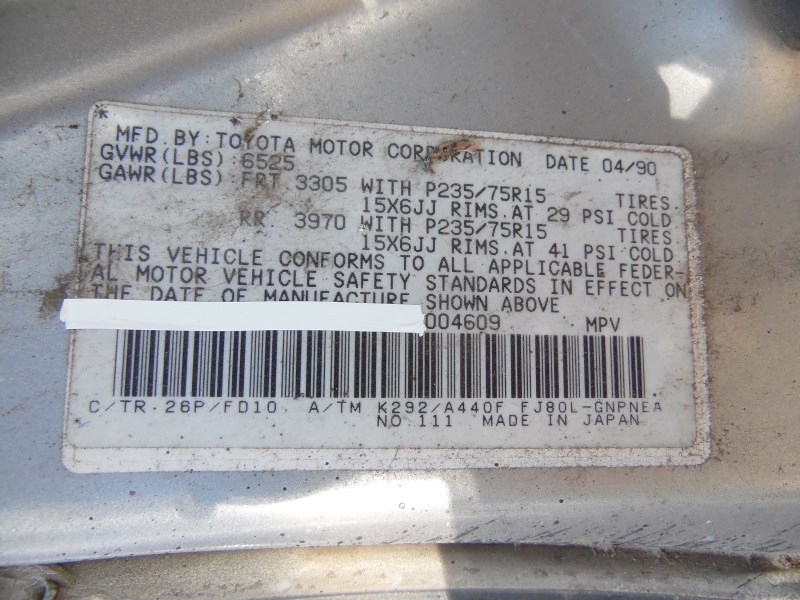 MFD. BY: TOYOTA MOTOR CORPORATION DATE 04/90
GVWR(LBS) 6525
GAWR(LBS) FRT 3305 WITH P235/75R15 TIRES
15X6JJ RIMS.AT 29 PSI COLD
RR 3970 WITH P235/75R15 TIRES
15X6JJ RIMS.AT 41 PSI COLD
THIS VEHICLE CONFORMS TO ALL APPLICABLE FEDER-
AL MOTOR VEHICLE SAFETY STANDARDS IN EFFECT ON
THE DATE OF MANUFACTURE SHOWN ABOVE
004609 MPV
C/TR.26P/FD10 A/TM K292/A440F FJ80L-GNPNEA
NO 111 MADE IN JAPAN